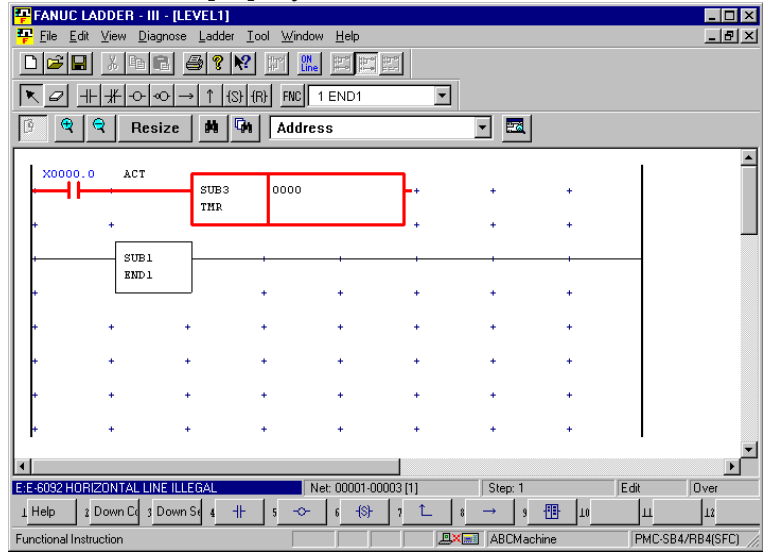 FANUC LADDER - III - [LEVEL1]
File Edit View Diagnose Ladder Tool Window Help
ON Line
(S) (R) FNC 1 END1
Resize Address
X0000.0 ACT
SUB3 0000
TMR
SUB1
END1
E:E-6092 HORIZONTAL LINE ILLEGAL Net: 00001-00003 [1] Step: 1 Edit Over
1 Help 2 Down Co 3 Down Se 4 5 6 (S) 7 8 9 10 11 12
Functional Instruction ABCMachine PMC-SB4/RB4(SFC)